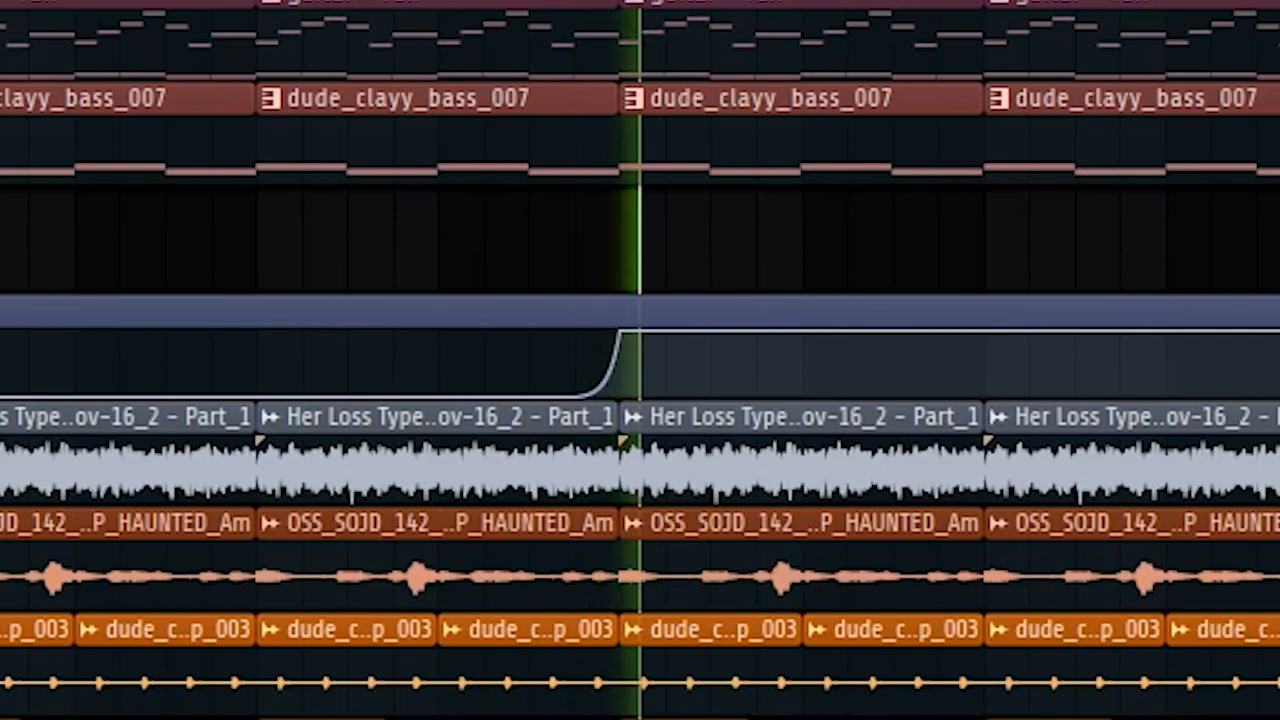 clayy_bass_007 dude_clayy_bass_007 dude_clayy_bass_007 dude_clayy_bass_007
s Type..ov-16_2 - Part_1 Her Loss Type..ov-16_2 - Part_1 Her Loss Type..ov-16_2 - Part_1 Her Loss Type..ov-16_2 -
JD_142_..P_HAUNTED_Am OSS_SOJD_142_..P_HAUNTED_Am OSS_SOJD_142_..P_HAUNTED_Am OSS_SOJD_142_..P_HAUNTE
..p_003 dude_c..p_003 dude_c..p_003 dude_c..p_003 dude_c..p_003 dude_c..p_003 dude_c..p_003 dude_c..